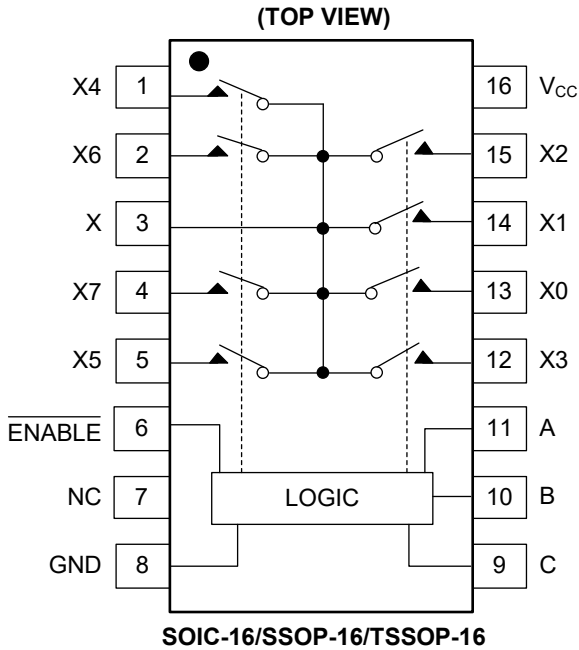 (TOP VIEW)
X4 1 16 VCC
X6 2 15 X2
X 3 14 X1
X7 4 13 X0
X5 5 12 X3
ENABLE 6 11 A
NC 7 LOGIC 10 B
GND 8 9 C
SOIC-16/SSOP-16/TSSOP-16